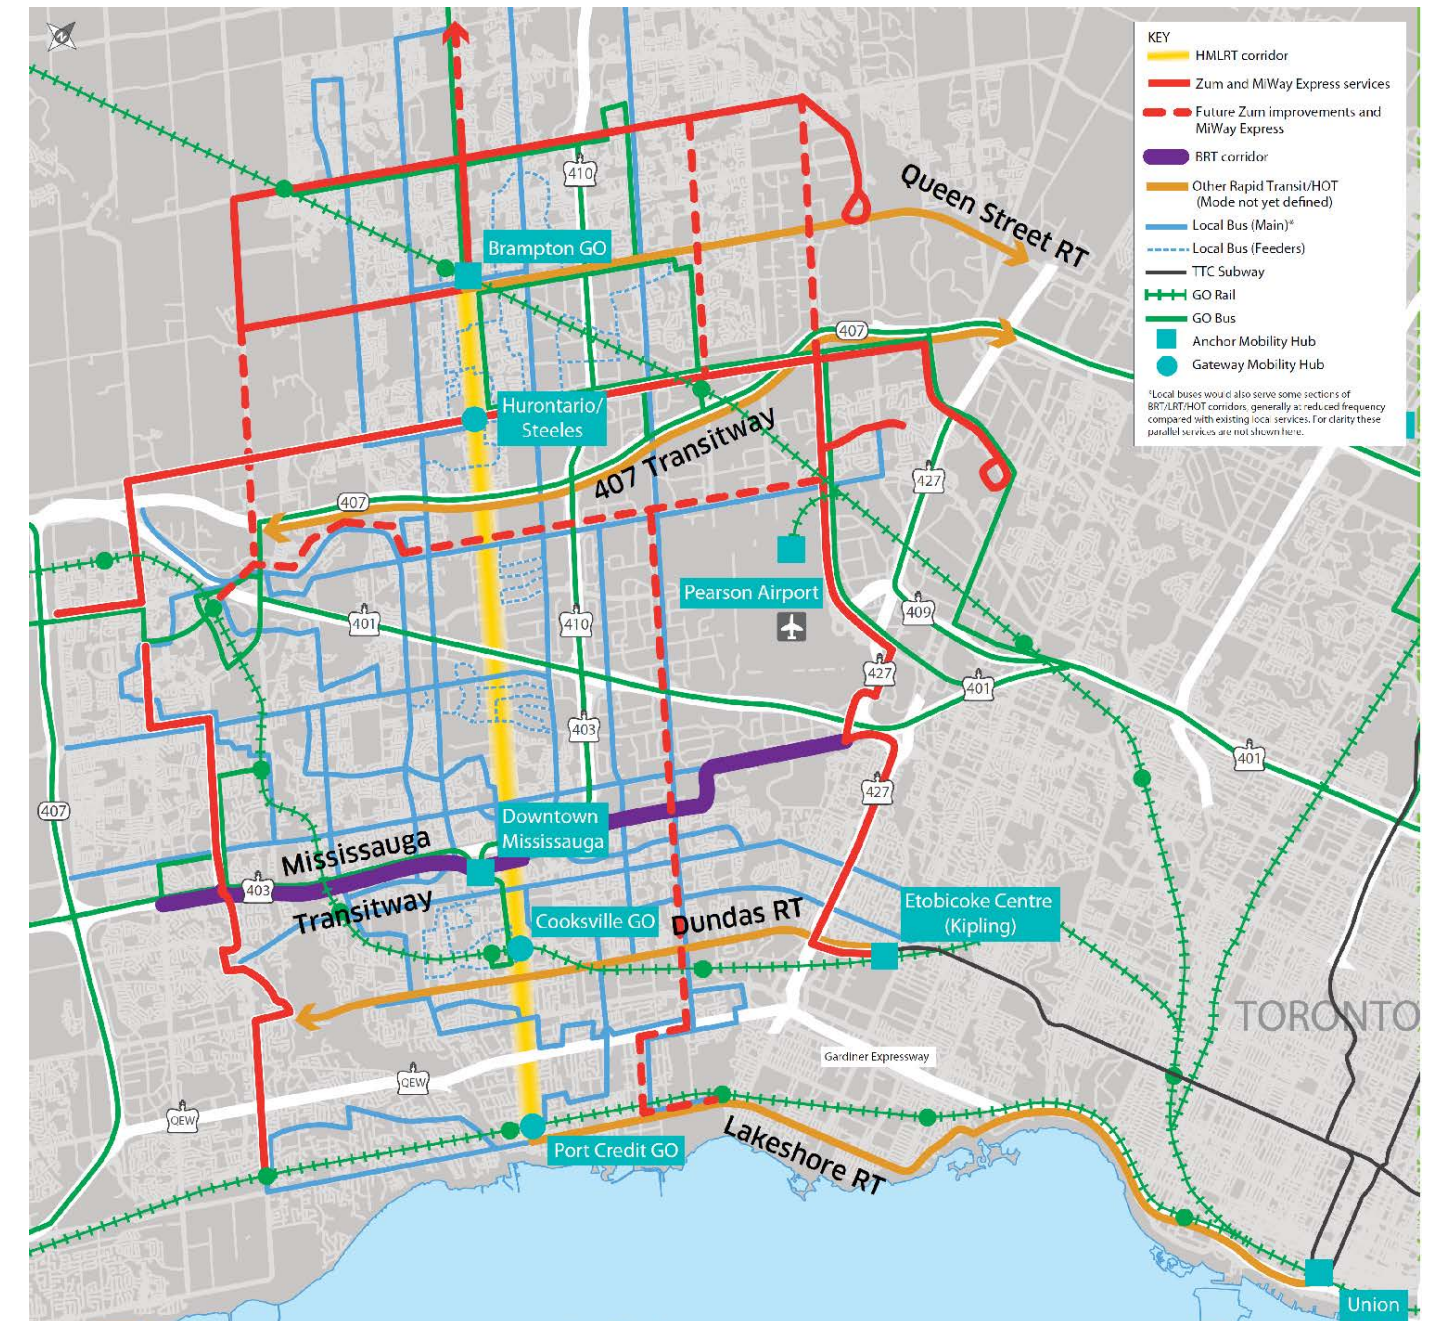 N
KEY
HMLRT corridor
Zum and MiWay Express services
Future Zum improvements and
MiWay Express
BRT corridor
Other Rapid Transit/HOT
(Mode not yet defined)
Local Bus (Main)*
Local Bus (Feeders)
TTC Subway
GO Rail
GO Bus
Anchor Mobility Hub
Gateway Mobility Hub
*Local buses would also serve some sections of
BRT/LRT/HOT corridors, generally at reduced frequency
compared with existing local services. For clarity these
parallel services are not shown here.
410
Queen Street RT
Brampton GO
407
Hurontario/
Steeles
407 Transitway
427
407
Pearson Airport
401
410
409
427
401
403
401
427
407
Downtown
Mississauga
Mississauga
Transitway
403
Etobicoke Centre
(Kipling)
Cooksville GO
Dundas RT
TORONTO
Gardiner Expressway
QEW
QEW
Port Credit GO
Lakeshore RT
Union